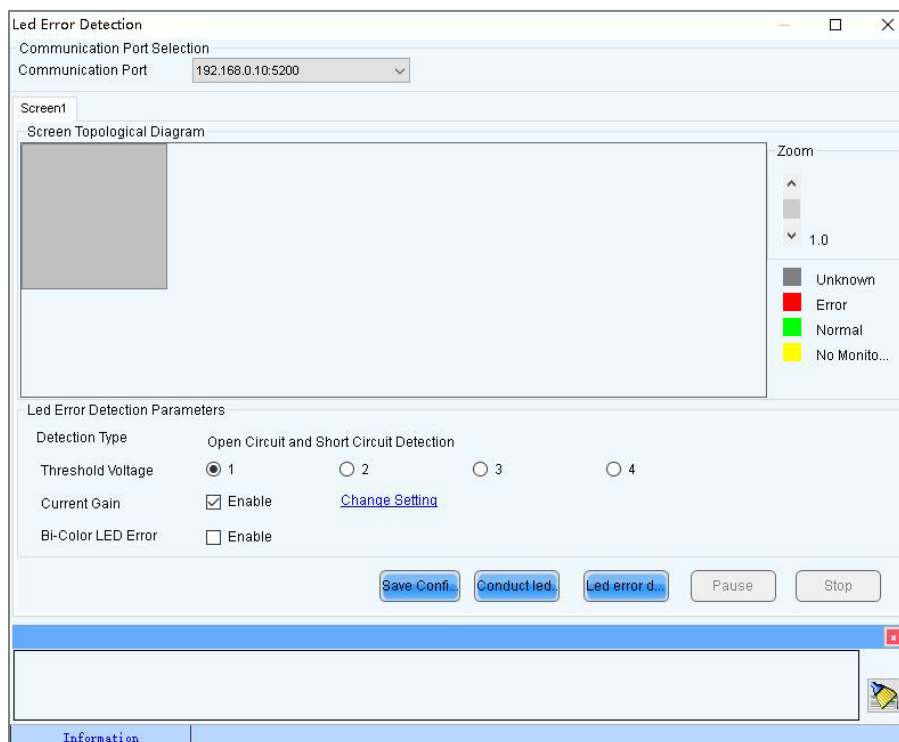 Led Error Detection
Communication Port Selection
Communication Port 192.168.0.10:5200
Screen1
Screen Topological Diagram
Zoom
1.0
Unknown
Error
Normal
No Monito...
Led Error Detection Parameters
Detection Type Open Circuit and Short Circuit Detection
Threshold Voltage 1 2 3 4
Current Gain Enable Change Setting
Bi-Color LED Error Enable
Save Confi... Conduct led.. Led error d... Pause Stop
Information